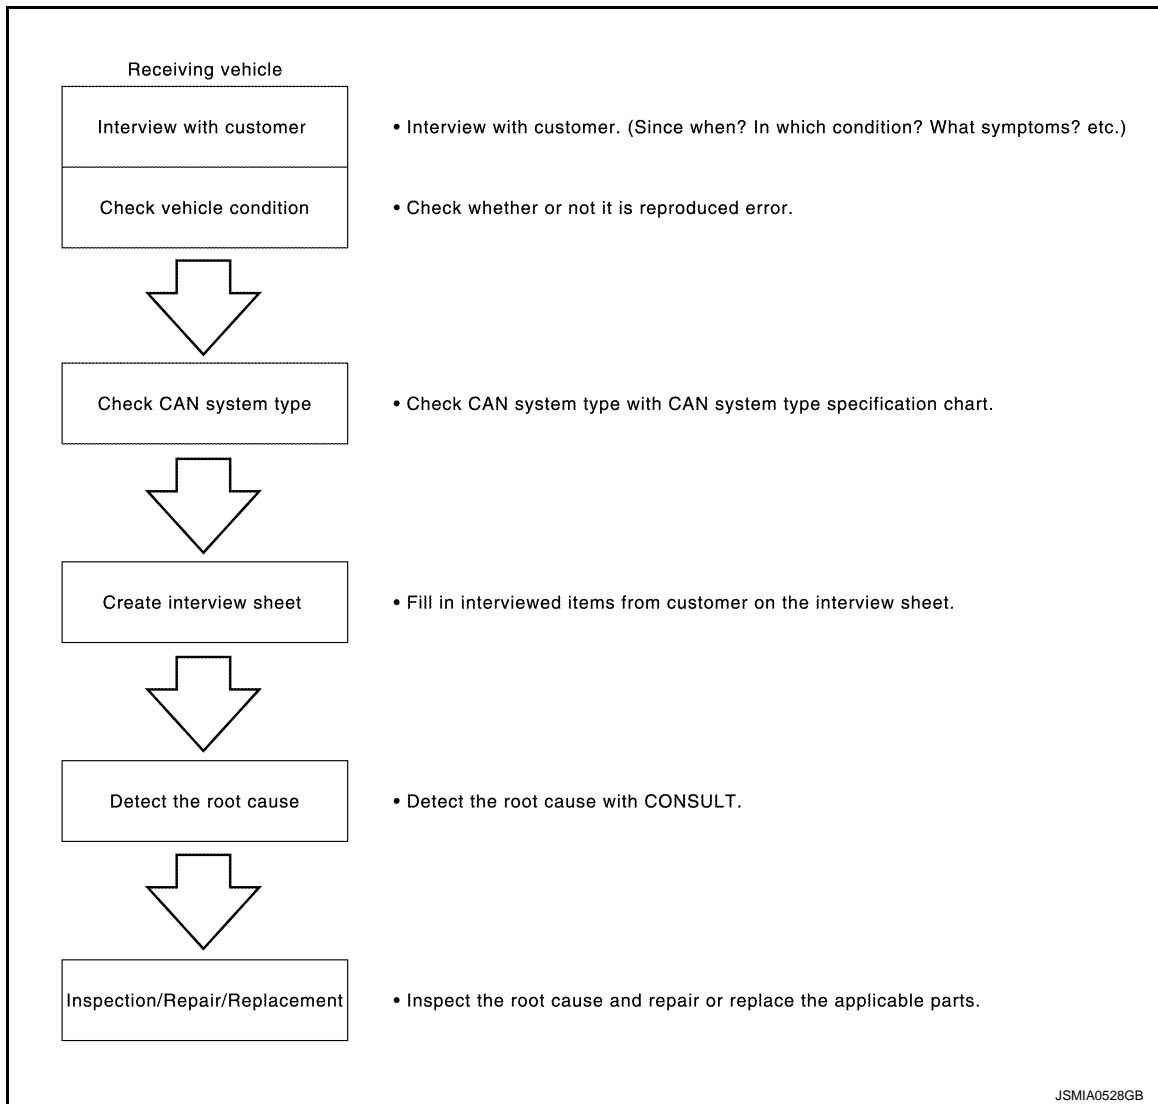 Receiving vehicle
Interview with customer
• Interview with customer. (Since when? In which condition? What symptoms? etc.)
Check vehicle condition
• Check whether or not it is reproduced error.
Check CAN system type
• Check CAN system type with CAN system type specification chart.
Create interview sheet
• Fill in interviewed items from customer on the interview sheet.
Detect the root cause
• Detect the root cause with CONSULT.
Inspection/Repair/Replacement
• Inspect the root cause and repair or replace the applicable parts.
JSMIA0528GB